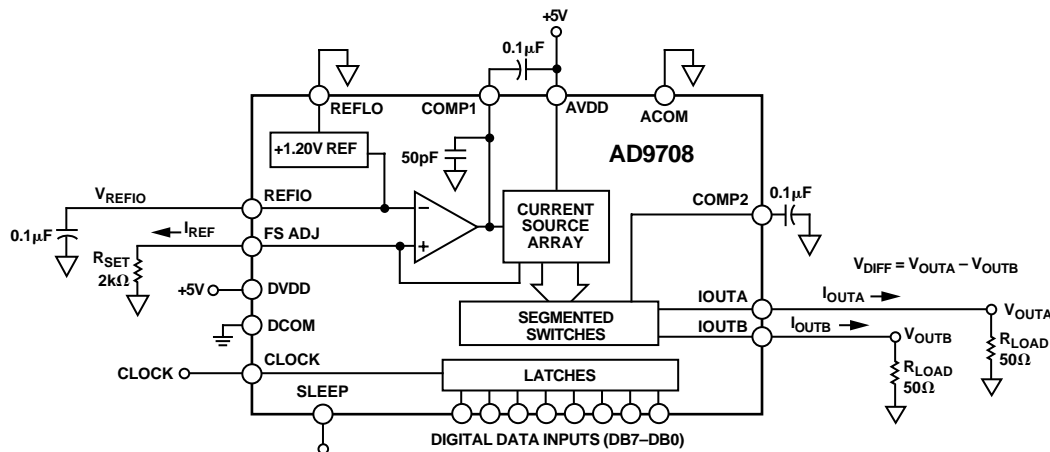 +5V
0.1µF
REFLO
COMP1
AVDD
ACOM
+1.20V REF
50pF
AD9708
VREFIO
REFIO
CURRENT
SOURCE
ARRAY
COMP2
0.1µF
0.1µF
IREF
FS ADJ
RSET
2kΩ
VDIFF = VOUTA – VOUTB
+5V
DVDD
DCOM
SEGMENTED
SWITCHES
IOUTA
IOUTA
VOUTA
IOUTB
IOUTB
VOUTB
RLOAD
50Ω
RLOAD
50Ω
CLOCK
CLOCK
LATCHES
SLEEP
DIGITAL DATA INPUTS (DB7–DB0)